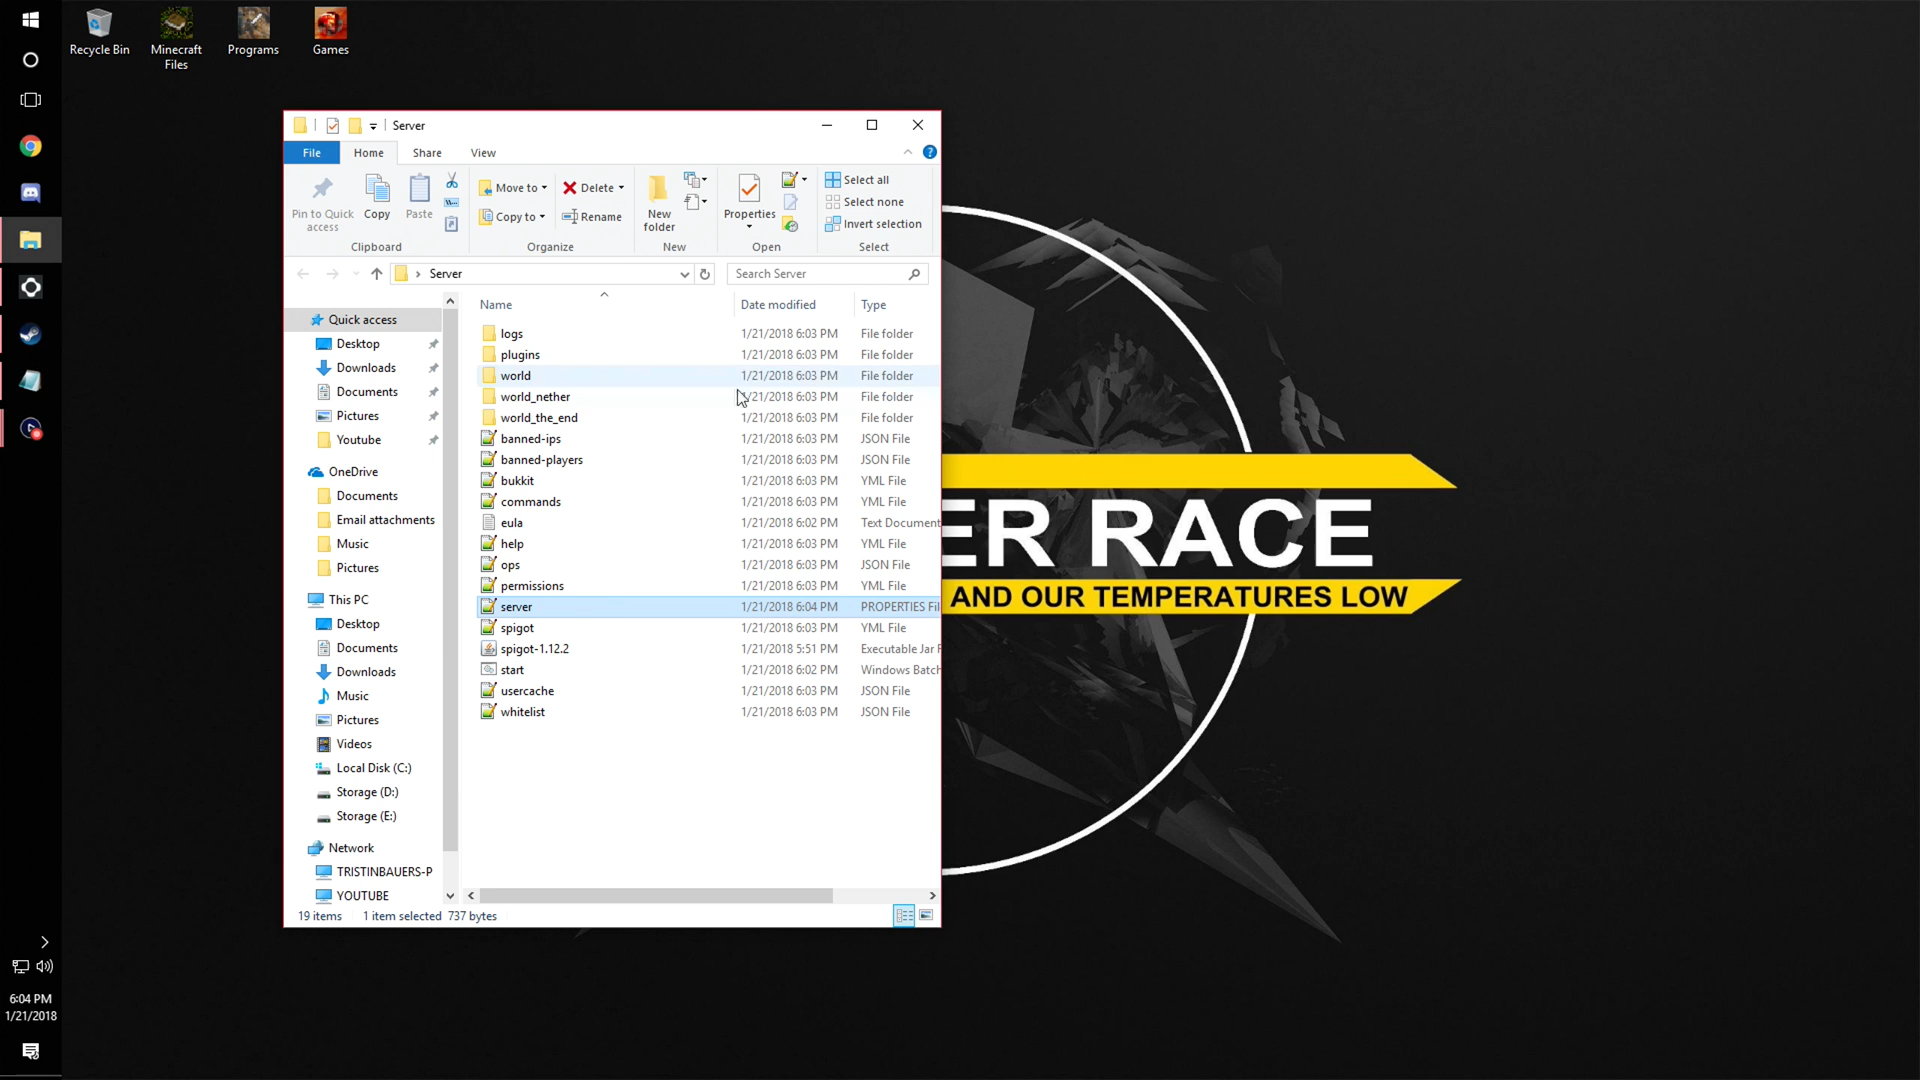 Recycle Bin
Minecraft Files
Programs
Games
Server
File Home Share View
Pin to Quick access
Copy
Paste
Clipboard
Move to
Copy to
Delete
Rename
Organize
New folder
New
Properties
Open
Select all
Select none
Invert selection
Select
Server
Search Server
Name Date modified Type
Quick access
Desktop
Downloads
Documents
Pictures
Youtube
OneDrive
Documents
Email attachments
Music
Pictures
This PC
Desktop
Documents
Downloads
Music
Pictures
Videos
Local Disk (C:)
Storage (D:)
Storage (E:)
Network
TRISTINBAUERS-P
YOUTUBE
logs 1/21/2018 6:03 PM File folder
plugins 1/21/2018 6:03 PM File folder
world 1/21/2018 6:03 PM File folder
world_nether 1/21/2018 6:03 PM File folder
world_the_end 1/21/2018 6:03 PM File folder
banned-ips 1/21/2018 6:03 PM JSON File
banned-players 1/21/2018 6:03 PM JSON File
bukkit 1/21/2018 6:03 PM YML File
commands 1/21/2018 6:03 PM YML File
eula 1/21/2018 6:02 PM Text Document
help 1/21/2018 6:03 PM YML File
ops 1/21/2018 6:03 PM JSON File
permissions 1/21/2018 6:03 PM YML File
server 1/21/2018 6:04 PM PROPERTIES Fil
spigot 1/21/2018 6:03 PM YML File
spigot-1.12.2 1/21/2018 5:51 PM Executable Jar F
start 1/21/2018 6:02 PM Windows Batch
usercache 1/21/2018 6:03 PM JSON File
whitelist 1/21/2018 6:03 PM JSON File
19 items 1 item selected 737 bytes
ER RACE
AND OUR TEMPERATURES LOW
6:04 PM
1/21/2018